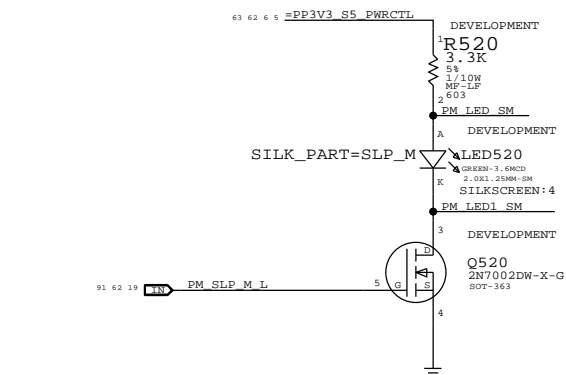 63 62 6 5 =PP3V3_S5_PWRCTL
DEVELOPMENT
1 R520
3.3K
5%
1/10W
MF-LF
603
2
PM_LED_SM
DEVELOPMENT
A
SILK_PART=SLP_M LED520
GREEN-3.6MCD
2.0X1.25MM-SM
K
SILKSCREEN:4
PM_LED1_SM
3
DEVELOPMENT
D
Q520
2N7002DW-X-G
SOT-363
91 62 19 IN PM_SLP_M_L 5 G S
4